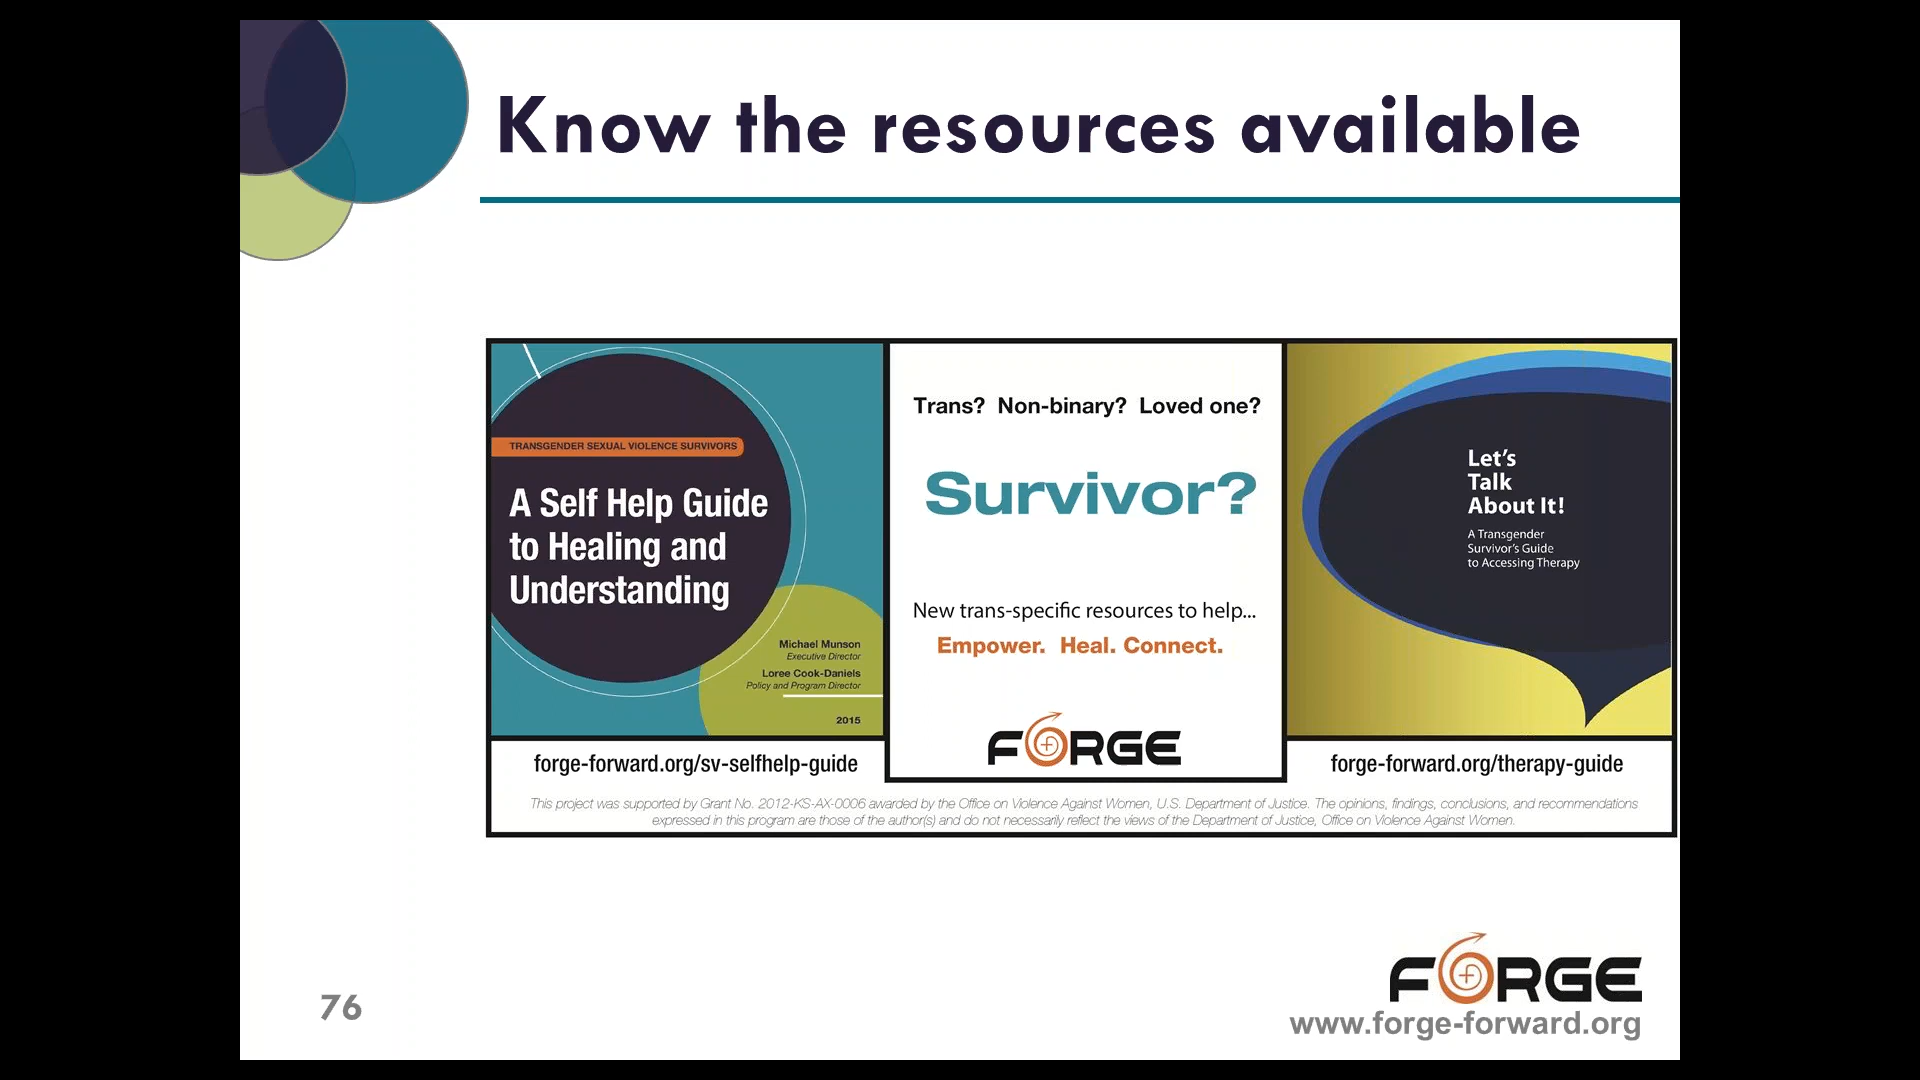 Know the resources available
TRANSGENDER SEXUAL VIOLENCE SURVIVORS
A Self Help Guide
to Healing and
Understanding
Michael Munson
Executive Director
Loree Cook-Daniels
Policy and Program Director
2015
forge-forward.org/sv-selfhelp-guide
Trans? Non-binary? Loved one?
Survivor?
New trans-specific resources to help...
Empower. Heal. Connect.
FORGE
Let's
Talk
About It!
A Transgender
Survivor's Guide
to Accessing Therapy
forge-forward.org/therapy-guide
This project was supported by Grant No. 2012-KS-AX-0006 awarded by the Office on Violence Against Women, U.S. Department of Justice. The opinions, findings, conclusions, and recommendations
expressed in this program are those of the author(s) and do not necessarily reflect the views of the Department of Justice, Office on Violence Against Women.
76
FORGE
www.forge-forward.org